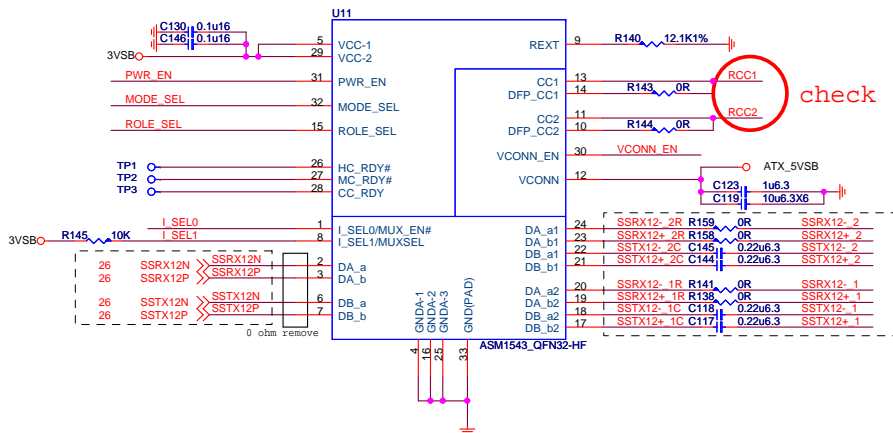 U11
C130 0.1u16
C146 0.1u16
3VSB
5 VCC-1
29 VCC-2
PWR_EN 31 PWR_EN
MODE_SEL 32 MODE_SEL
ROLE_SEL 15 ROLE_SEL
TP1 26 HC_RDY#
TP2 27 MC_RDY#
TP3 28 CC_RDY
I_SEL0 1 I_SEL0/MUX_EN#
3VSB R145 10K I_SEL1 8 I_SEL1/MUXSEL
26 SSRX12N SSRX12N 2 DA_a
26 SSRX12P SSRX12P 3 DA_b
26 SSTX12N SSTX12N 6 DB_a
26 SSTX12P SSTX12P 7 DB_b
0 ohm remove
REXT 9 R140 12.1K1%
CC1 13 RCC1
DFP_CC1 14 R143 0R
CC2 11 RCC2
DFP_CC2 10 R144 0R
check
VCONN_EN 30 VCONN_EN
ATX_5VSB
VCONN 12
C123 1u6.3
C119 10u6.3X6
DA_a1 24 SSRX12-_2R R159 0R SSRX12-_2
DA_b1 23 SSRX12+_2R R158 0R SSRX12+_2
DB_a1 22 SSTX12-_2C C145 0.22u6.3 SSTX12-_2
DB_b1 21 SSTX12+_2C C144 0.22u6.3 SSTX12+_2
DA_a2 20 SSRX12-_1R R141 0R SSRX12-_1
DA_b2 19 SSRX12+_1R R138 0R SSRX12+_1
DB_a2 18 SSTX12-_1C C118 0.22u6.3 SSTX12-_1
DB_b2 17 SSTX12+_1C C117 0.22u6.3 SSTX12+_1
GNDA-1 GNDA-2 GNDA-3 GND(PAD)
4 16 25 33
ASM1543_QFN32-HF